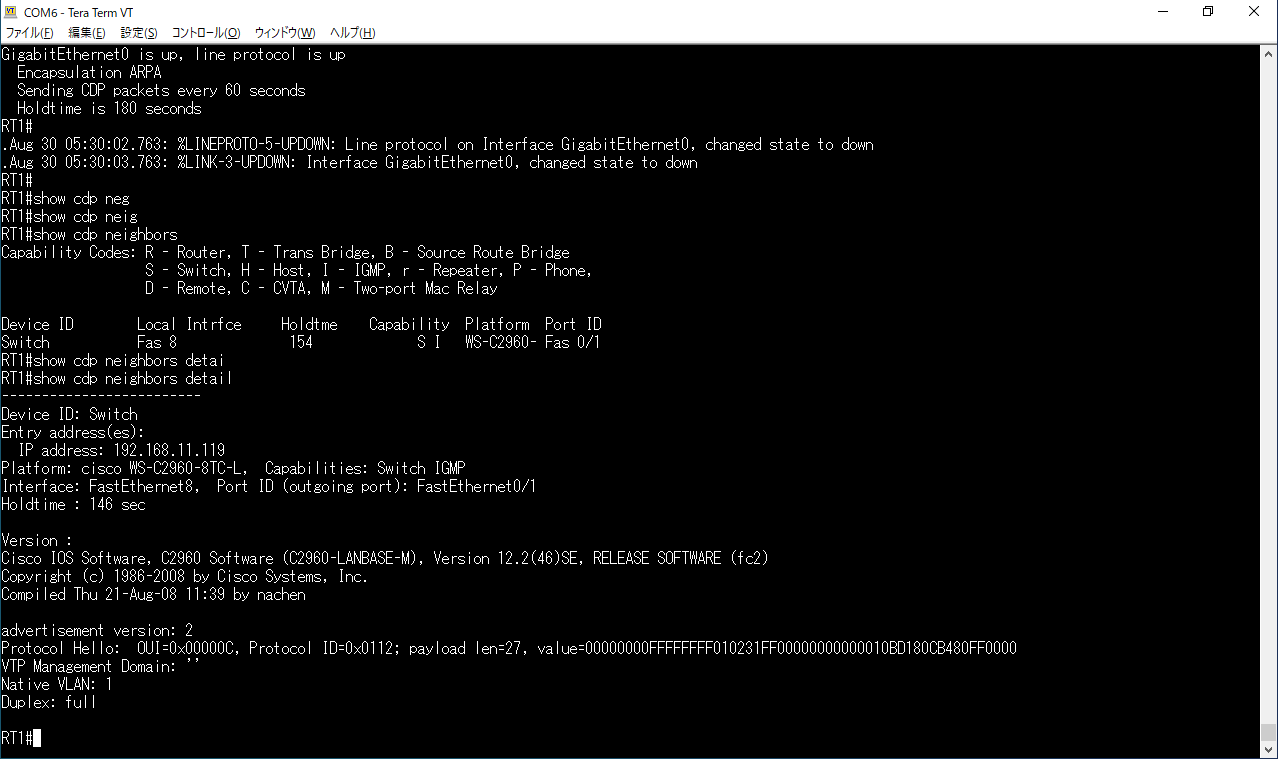 COM6 - Tera Term VT
ファイル(F) 編集(E) 設定(S) コントロール(O) ウィンドウ(W) ヘルプ(H)
GigabitEthernet0 is up, line protocol is up
  Encapsulation ARPA
  Sending CDP packets every 60 seconds
  Holdtime is 180 seconds
RT1#
.Aug 30 05:30:02.763: %LINEPROTO-5-UPDOWN: Line protocol on Interface GigabitEthernet0, changed state to down
.Aug 30 05:30:03.763: %LINK-3-UPDOWN: Interface GigabitEthernet0, changed state to down
RT1#
RT1#show cdp neg
RT1#show cdp neig
RT1#show cdp neighbors
Capability Codes: R - Router, T - Trans Bridge, B - Source Route Bridge
                  S - Switch, H - Host, I - IGMP, r - Repeater, P - Phone,
                  D - Remote, C - CVTA, M - Two-port Mac Relay

Device ID        Local Intrfce     Holdtme    Capability  Platform  Port ID
Switch           Fas 8              154             S I   WS-C2960- Fas 0/1
RT1#show cdp neighbors detai
RT1#show cdp neighbors detail
-------------------------
Device ID: Switch
Entry address(es):
  IP address: 192.168.11.119
Platform: cisco WS-C2960-8TC-L,  Capabilities: Switch IGMP
Interface: FastEthernet8,  Port ID (outgoing port): FastEthernet0/1
Holdtime : 146 sec

Version :
Cisco IOS Software, C2960 Software (C2960-LANBASE-M), Version 12.2(46)SE, RELEASE SOFTWARE (fc2)
Copyright (c) 1986-2008 by Cisco Systems, Inc.
Compiled Thu 21-Aug-08 11:39 by nachen

advertisement version: 2
Protocol Hello:  OUI=0x00000C, Protocol ID=0x0112; payload len=27, value=00000000FFFFFFFF010231FF00000000000010BD180CB480FF0000
VTP Management Domain: ''
Native VLAN: 1
Duplex: full

RT1#